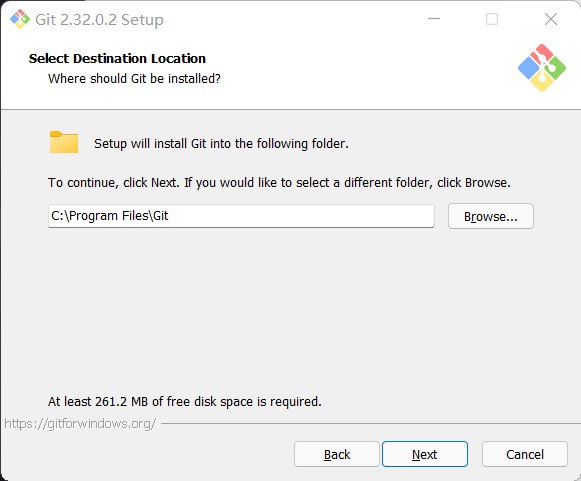 Git 2.32.0.2 Setup
Select Destination Location
Where should Git be installed?
Setup will install Git into the following folder.
To continue, click Next. If you would like to select a different folder, click Browse.
C:\Program Files\Git
Browse...
At least 261.2 MB of free disk space is required.
https://gitforwindows.org/
Back
Next
Cancel